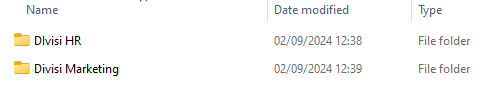 Name Date modified Type
DIvisi HR 02/09/2024 12:38 File folder
Divisi Marketing 02/09/2024 12:39 File folder